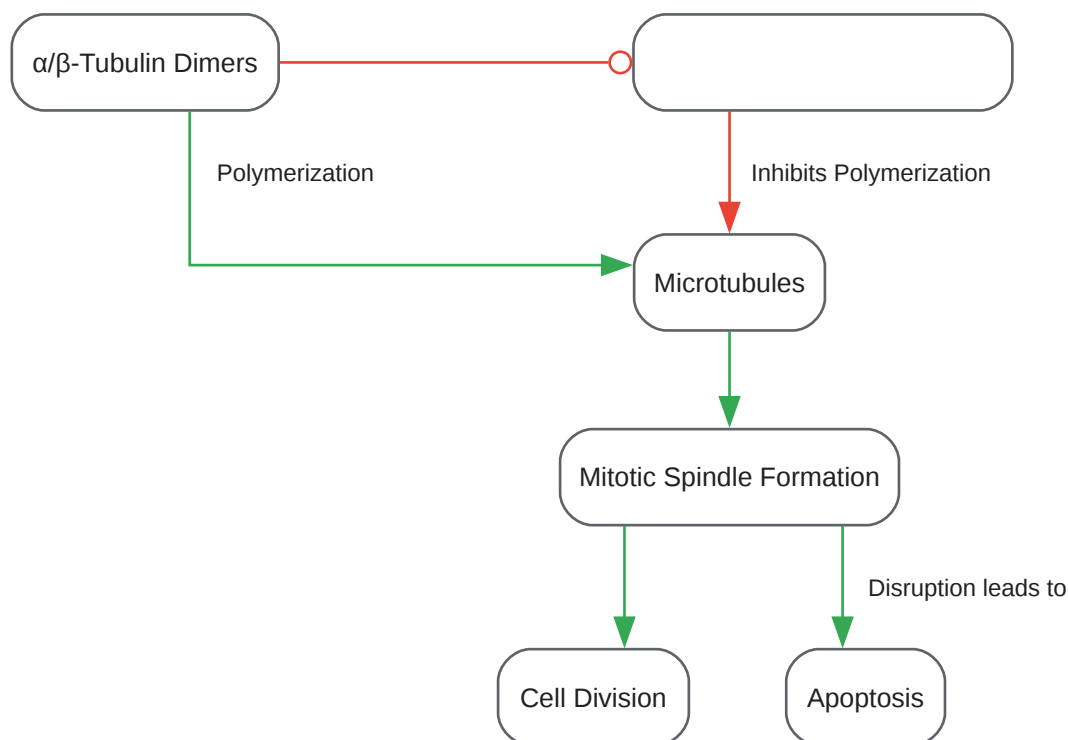 α/β-Tubulin Dimers
Polymerization
Inhibits Polymerization
Microtubules
Mitotic Spindle Formation
Disruption leads to
Cell Division
Apoptosis